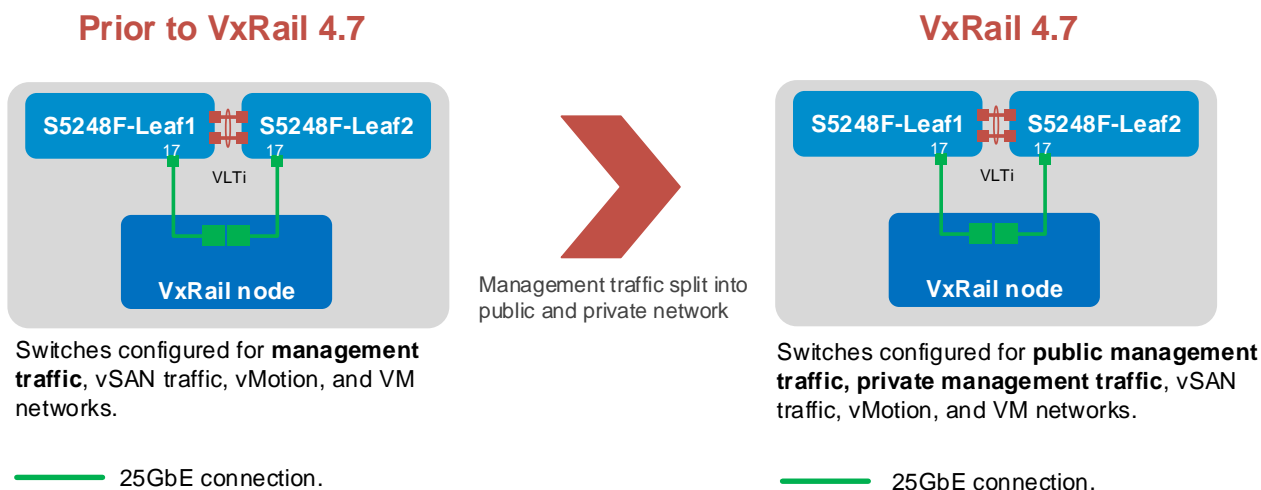 Prior to VxRail 4.7
S5248F-Leaf1
S5248F-Leaf2
17
17
VLTi
VxRail node
Switches configured for management
traffic, vSAN traffic, vMotion, and VM
networks.
25GbE connection.
Management traffic split into
public and private network
VxRail 4.7
S5248F-Leaf1
S5248F-Leaf2
17
17
VLTi
VxRail node
Switches configured for public management
traffic, private management traffic, vSAN
traffic, vMotion, and VM networks.
25GbE connection.